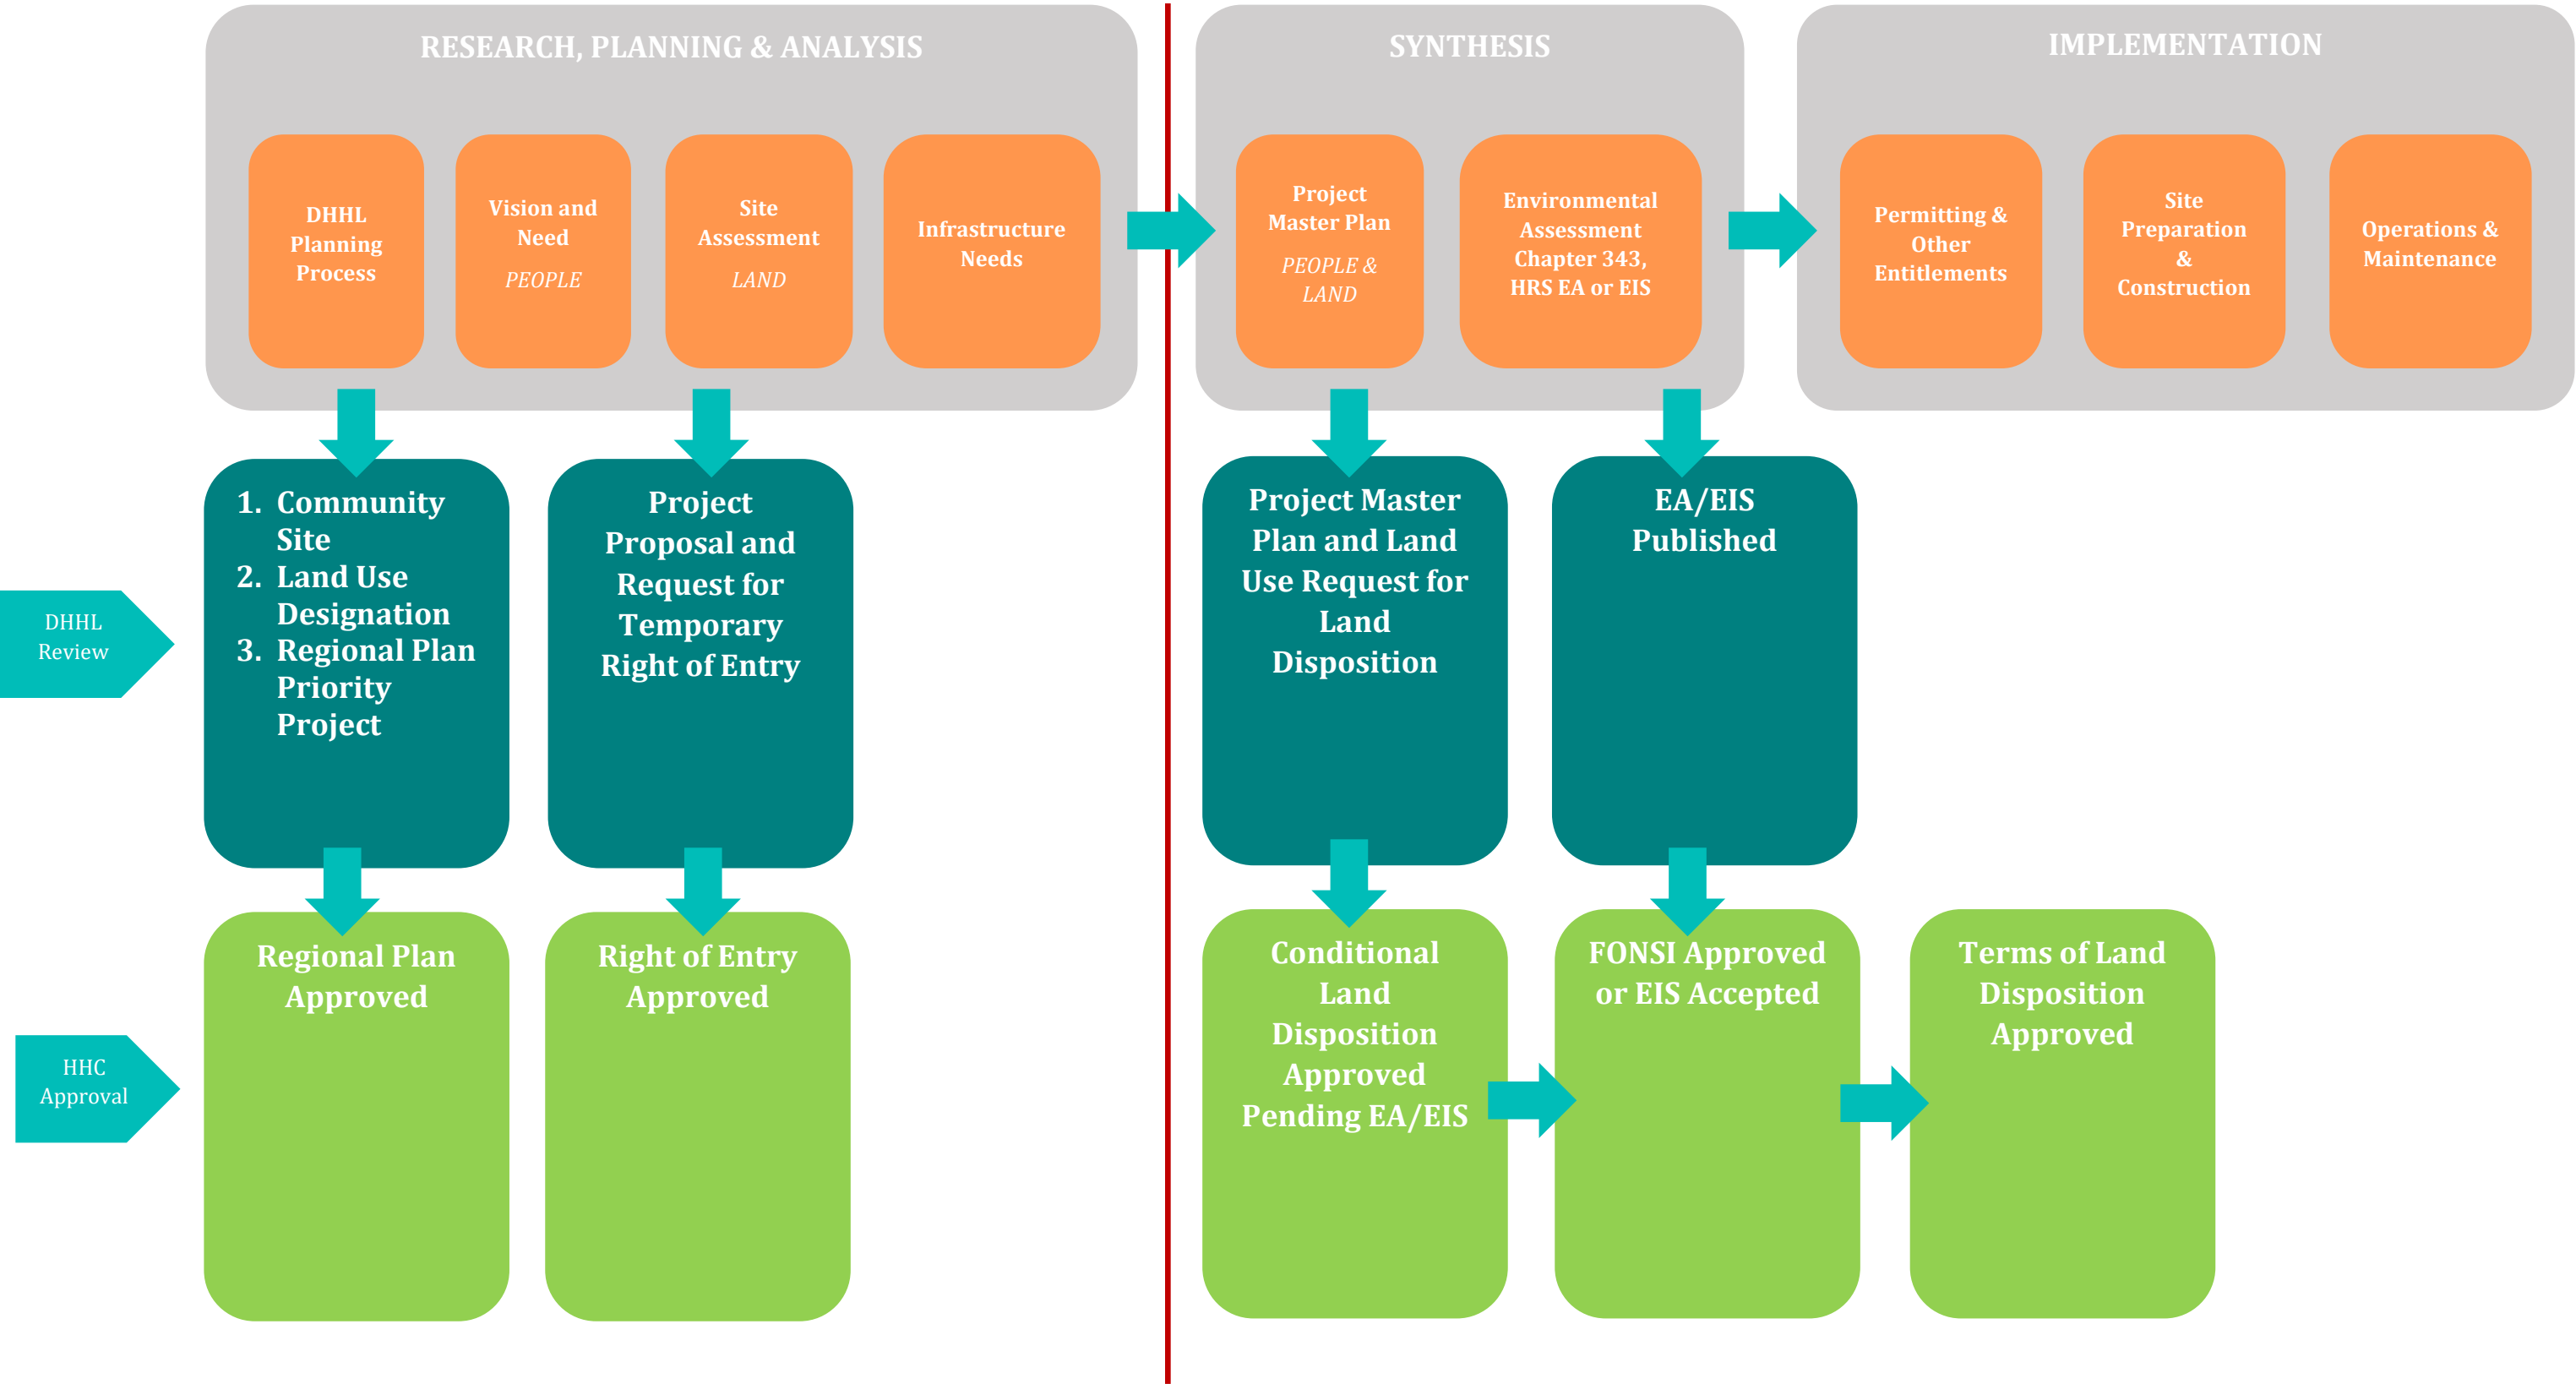 RESEARCH, PLANNING & ANALYSIS
DHHL
Planning
Process
Vision and
Need
PEOPLE
Site
Assessment
LAND
Infrastructure
Needs
SYNTHESIS
Project
Master Plan
PEOPLE &
LAND
Environmental
Assessment
Chapter 343,
HRS EA or EIS
IMPLEMENTATION
Permitting &
Other
Entitlements
Site
Preparation
&
Construction
Operations &
Maintenance
DHHL
Review
1. Community
Site
2. Land Use
Designation
3. Regional Plan
Priority
Project
Project
Proposal and
Request for
Temporary
Right of Entry
Project Master
Plan and Land
Use Request for
Land
Disposition
EA/EIS
Published
HHC
Approval
Regional Plan
Approved
Right of Entry
Approved
Conditional
Land
Disposition
Approved
Pending EA/EIS
FONSI Approved
or EIS Accepted
Terms of Land
Disposition
Approved